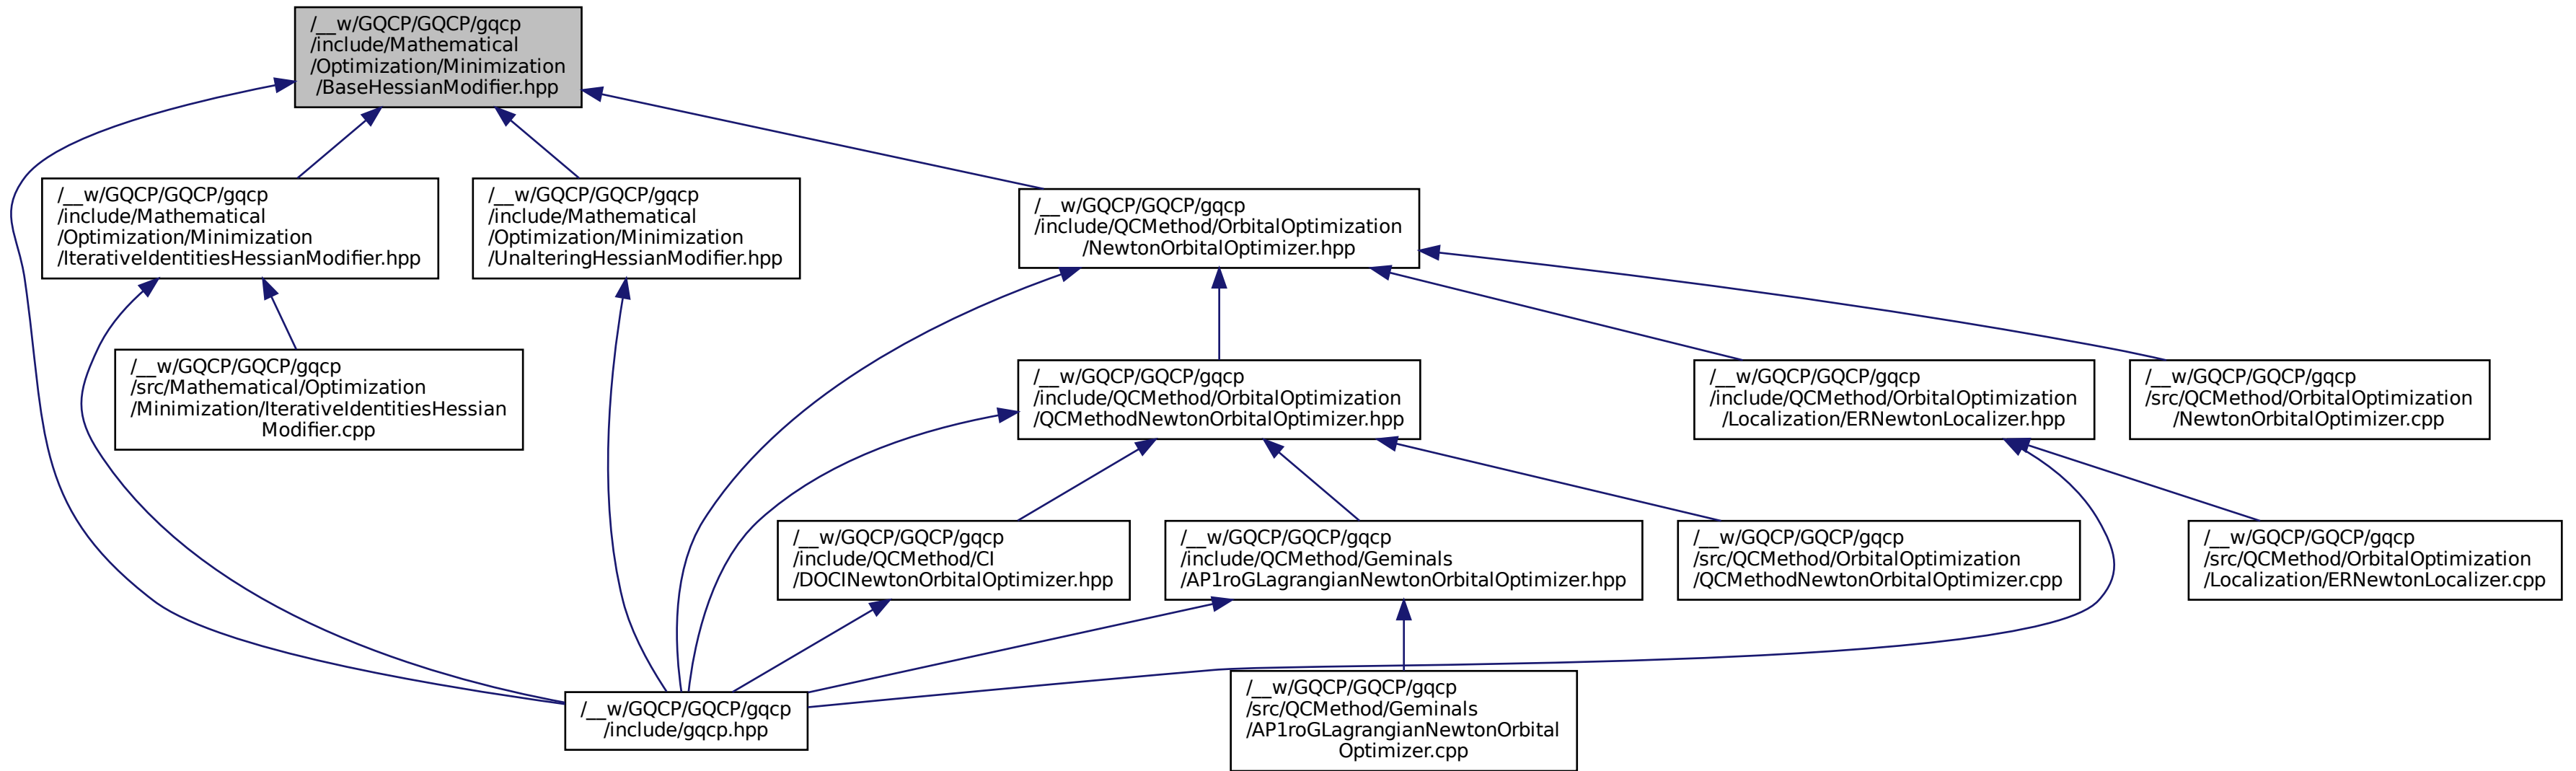 /__w/GQCP/GQCP/gqcp
/include/Mathematical
/Optimization/Minimization
/BaseHessianModifier.hpp
/__w/GQCP/GQCP/gqcp
/include/Mathematical
/Optimization/Minimization
/IterativeIdentitiesHessianModifier.hpp
/__w/GQCP/GQCP/gqcp
/include/Mathematical
/Optimization/Minimization
/UnalteringHessianModifier.hpp
/__w/GQCP/GQCP/gqcp
/include/QCMethod/OrbitalOptimization
/NewtonOrbitalOptimizer.hpp
/__w/GQCP/GQCP/gqcp
/src/Mathematical/Optimization
/Minimization/IterativeIdentitiesHessian
Modifier.cpp
/__w/GQCP/GQCP/gqcp
/include/QCMethod/OrbitalOptimization
/QCMethodNewtonOrbitalOptimizer.hpp
/__w/GQCP/GQCP/gqcp
/include/QCMethod/OrbitalOptimization
/Localization/ERNewtonLocalizer.hpp
/__w/GQCP/GQCP/gqcp
/src/QCMethod/OrbitalOptimization
/NewtonOrbitalOptimizer.cpp
/__w/GQCP/GQCP/gqcp
/include/QCMethod/CI
/DOCINewtonOrbitalOptimizer.hpp
/__w/GQCP/GQCP/gqcp
/include/QCMethod/Geminals
/AP1roGLagrangianNewtonOrbitalOptimizer.hpp
/__w/GQCP/GQCP/gqcp
/src/QCMethod/OrbitalOptimization
/QCMethodNewtonOrbitalOptimizer.cpp
/__w/GQCP/GQCP/gqcp
/src/QCMethod/OrbitalOptimization
/Localization/ERNewtonLocalizer.cpp
/__w/GQCP/GQCP/gqcp
/include/gqcp.hpp
/__w/GQCP/GQCP/gqcp
/src/QCMethod/Geminals
/AP1roGLagrangianNewtonOrbital
Optimizer.cpp